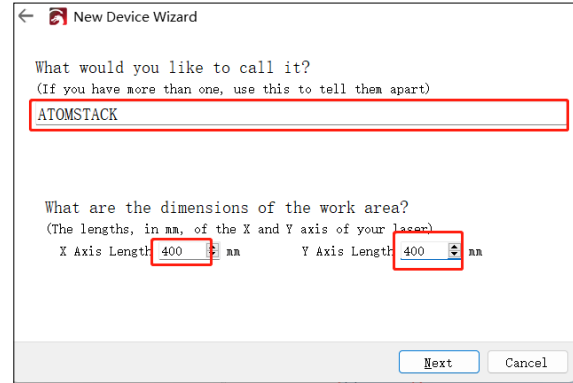 New Device Wizard
What would you like to call it?
(If you have more than one, use this to tell them apart)
ATOMSTACK
What are the dimensions of the work area?
(The lengths, in mm, of the X and Y axis of your laser)
X Axis Length 400 mm Y Axis Length 400 mm
Next Cancel